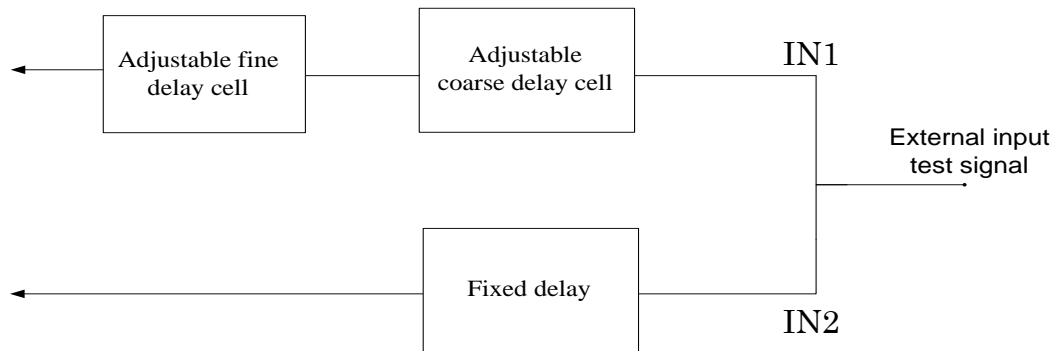 Adjustable fine
delay cell
Adjustable
coarse delay cell
IN1
External input
test signal
Fixed delay
IN2